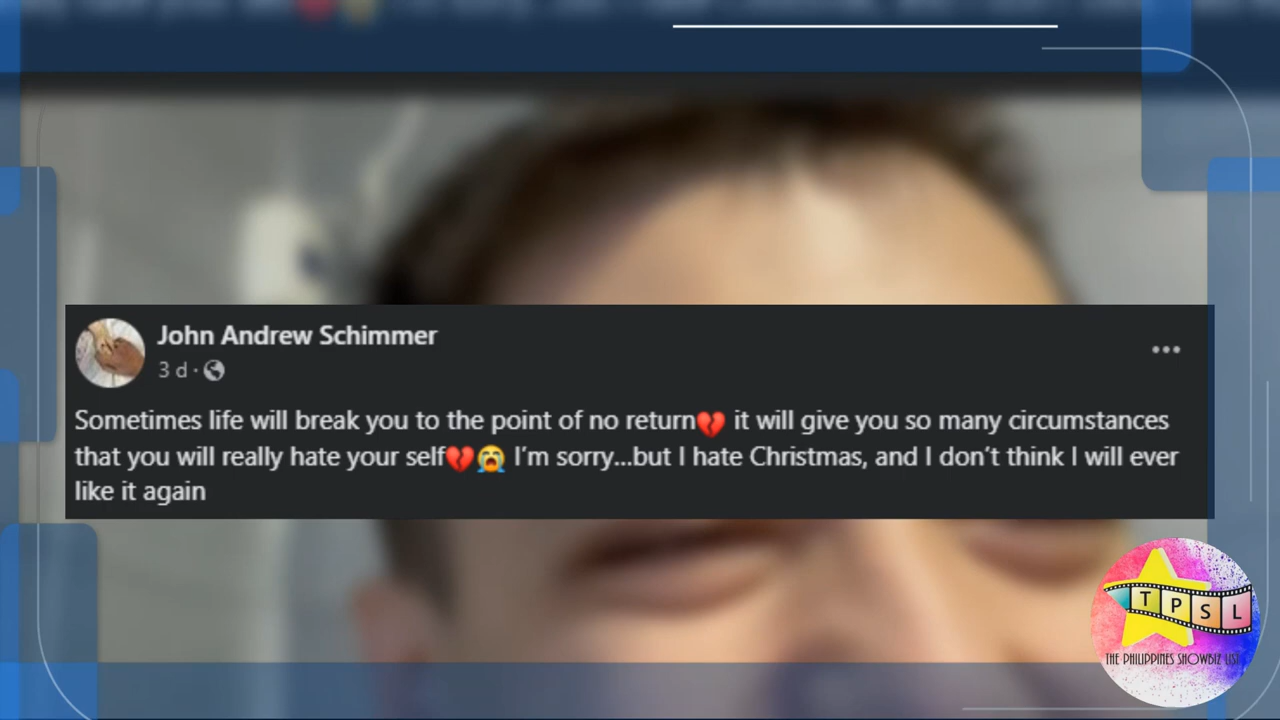 John Andrew Schimmer
3 d ·
Sometimes life will break you to the point of no return💔 it will give you so many circumstances
that you will really hate your self💔😭 I'm sorry...but I hate Christmas, and I don't think I will ever
like it again
TPSL
THE PHILIPPINES SHOWBIZ LIST